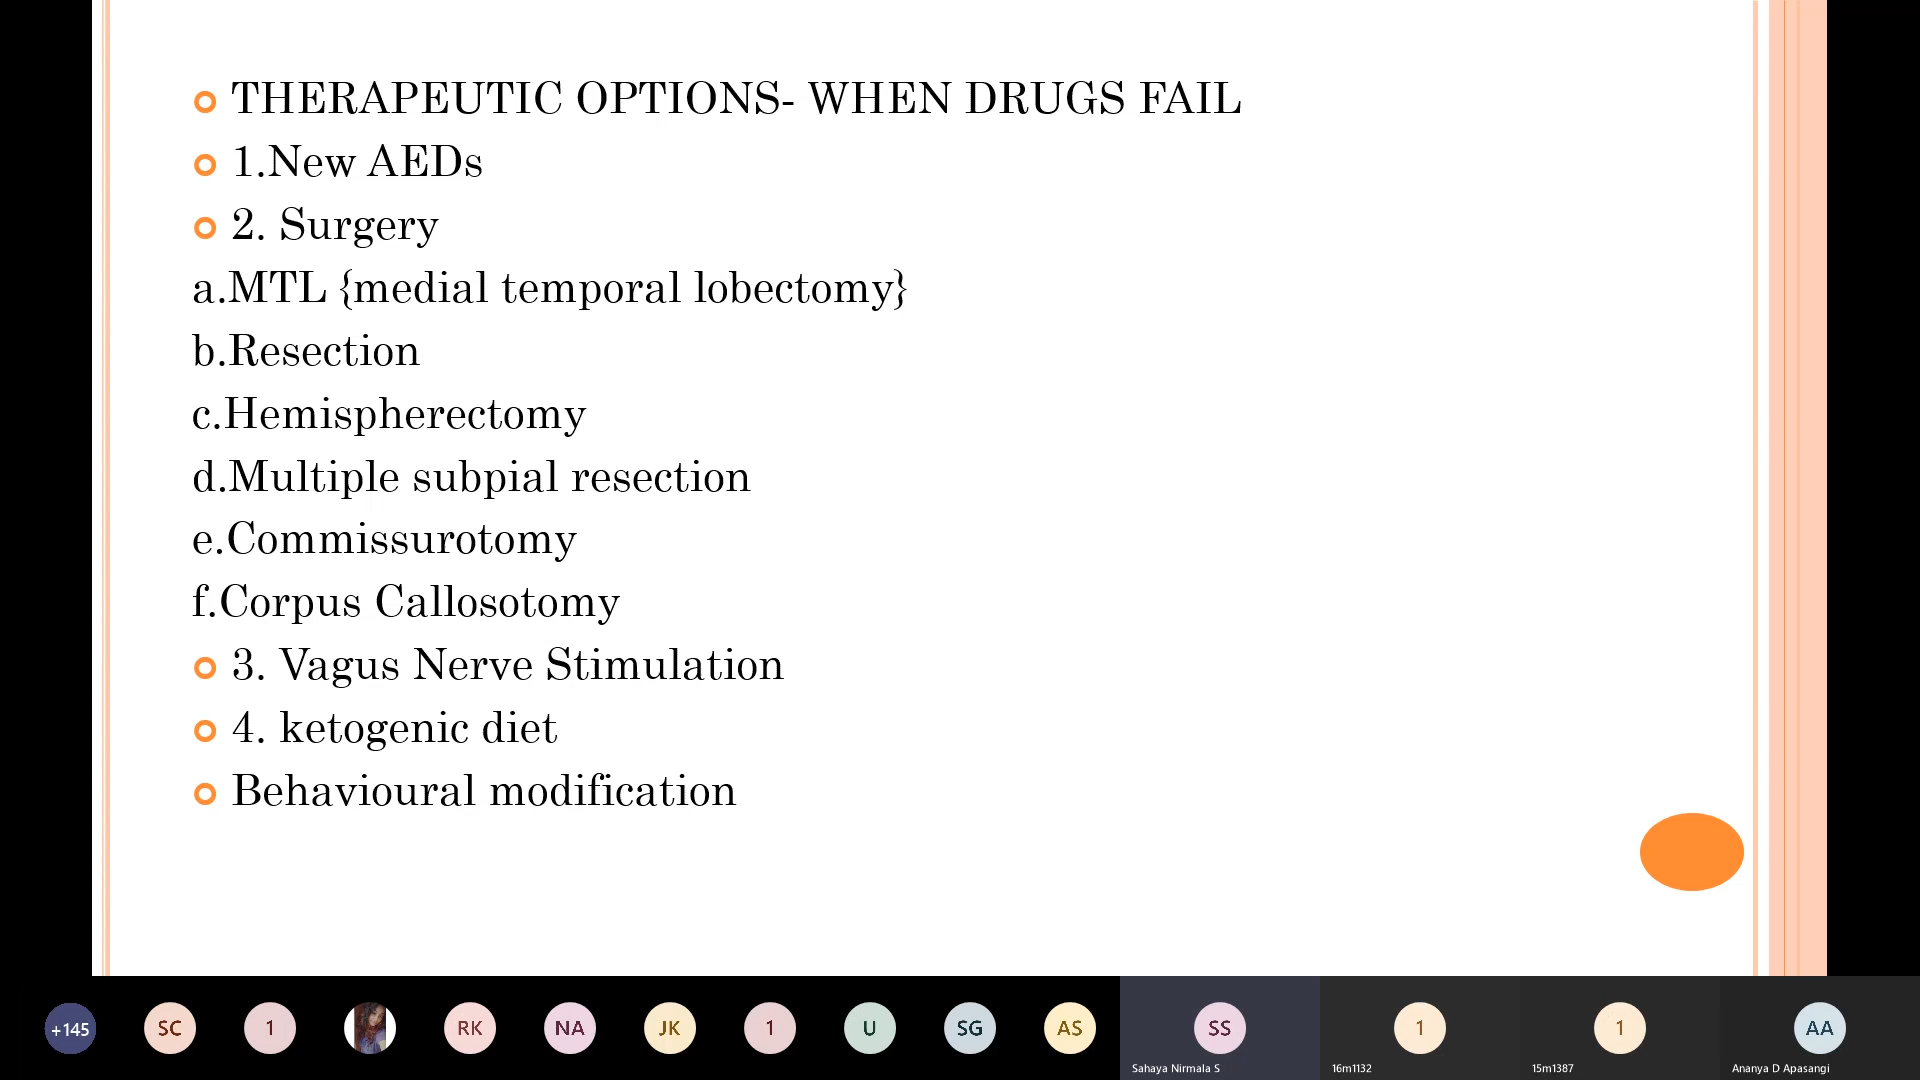 THERAPEUTIC OPTIONS- WHEN DRUGS FAIL
1.New AEDs
2. Surgery
a.MTL {medial temporal lobectomy}
b.Resection
c.Hemispherectomy
d.Multiple subpial resection
e.Commissurotomy
f.Corpus Callosotomy
3. Vagus Nerve Stimulation
4. ketogenic diet
Behavioural modification
+145 SC 1 RK NA JK 1 U SG AS SS 1 1 AA
Sahaya Nirmala S 16m1132 15m1387 Ananya D Apasangi